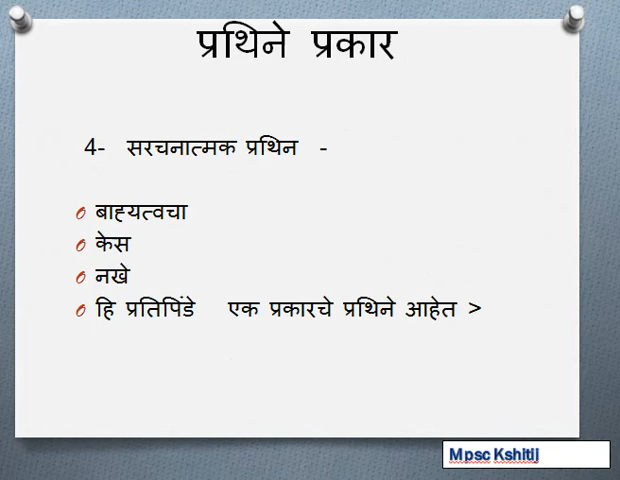 प्रथिने प्रकार
4- सरचनात्मक प्रथिन -
बाह्यत्वचा
केस
नखे
हि प्रतिपिंडे एक प्रकारचे प्रथिने आहेत >
Mpsc Kshitij